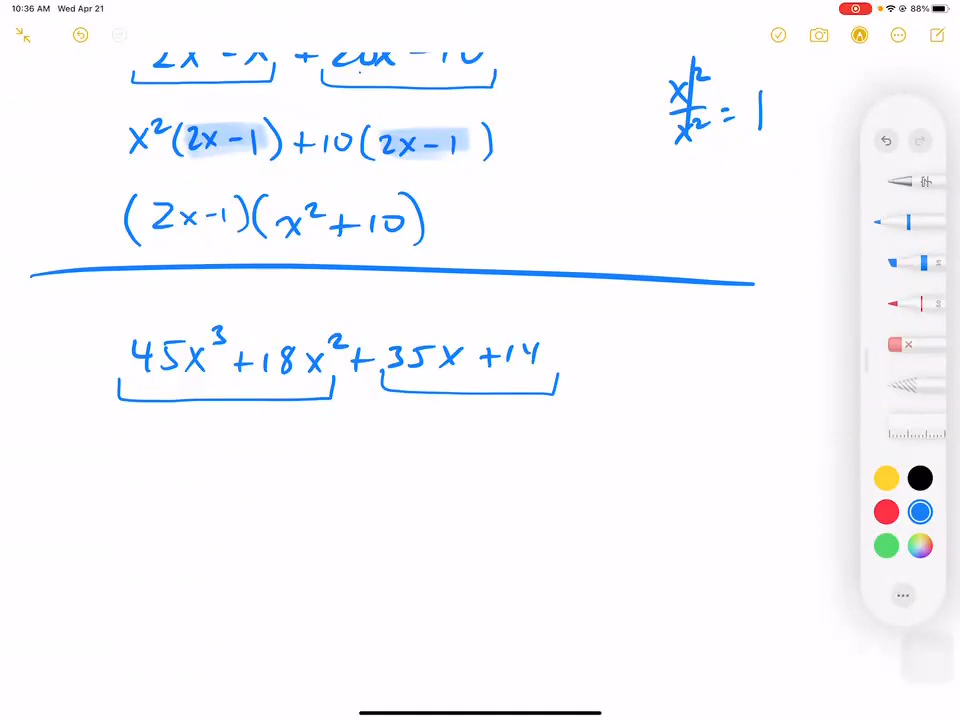 10:36 AM Wed Apr 21
88%
x²/x² = 1
x²(2x-1)+10(2x-1)
(2x-1)(x²+10)
45x³+18x²+35x+14